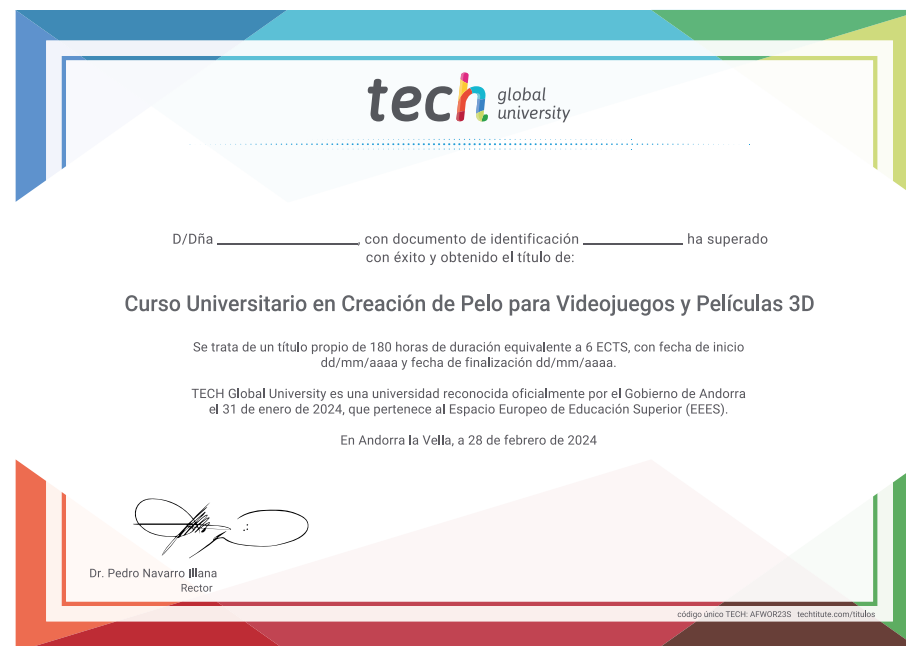 tech global university
D/Dña ____________________, con documento de identificación ______________ ha superado
con éxito y obtenido el título de:
Curso Universitario en Creación de Pelo para Videojuegos y Películas 3D
Se trata de un título propio de 180 horas de duración equivalente a 6 ECTS, con fecha de inicio
dd/mm/aaaa y fecha de finalización dd/mm/aaaa.
TECH Global University es una universidad reconocida oficialmente por el Gobierno de Andorra
el 31 de enero de 2024, que pertenece al Espacio Europeo de Educación Superior (EEES).
En Andorra la Vella, a 28 de febrero de 2024
Dr. Pedro Navarro Illana
Rector
código único TECH: AFWOR23S techtitute.com/titulos